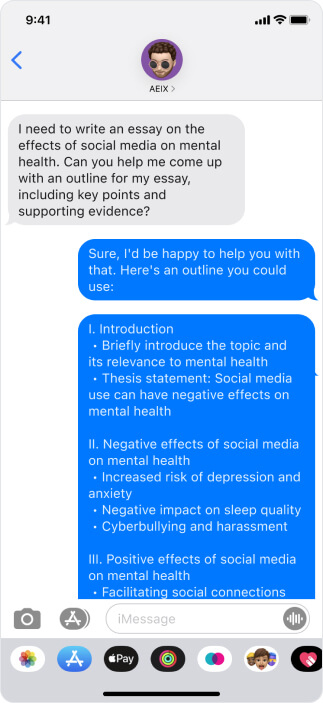 9:41
AEIX >
I need to write an essay on the
effects of social media on mental
health. Can you help me come up
with an outline for my essay,
including key points and
supporting evidence?
Sure, I'd be happy to help you with
that. Here's an outline you could
use:
I. Introduction
• Briefly introduce the topic and
its relevance to mental health
• Thesis statement: Social media
use can have negative effects on
mental health
II. Negative effects of social media
on mental health
• Increased risk of depression and
anxiety
• Negative impact on sleep quality
• Cyberbullying and harassment
III. Positive effects of social media
on mental health
• Facilitating social connections
iMessage
Pay